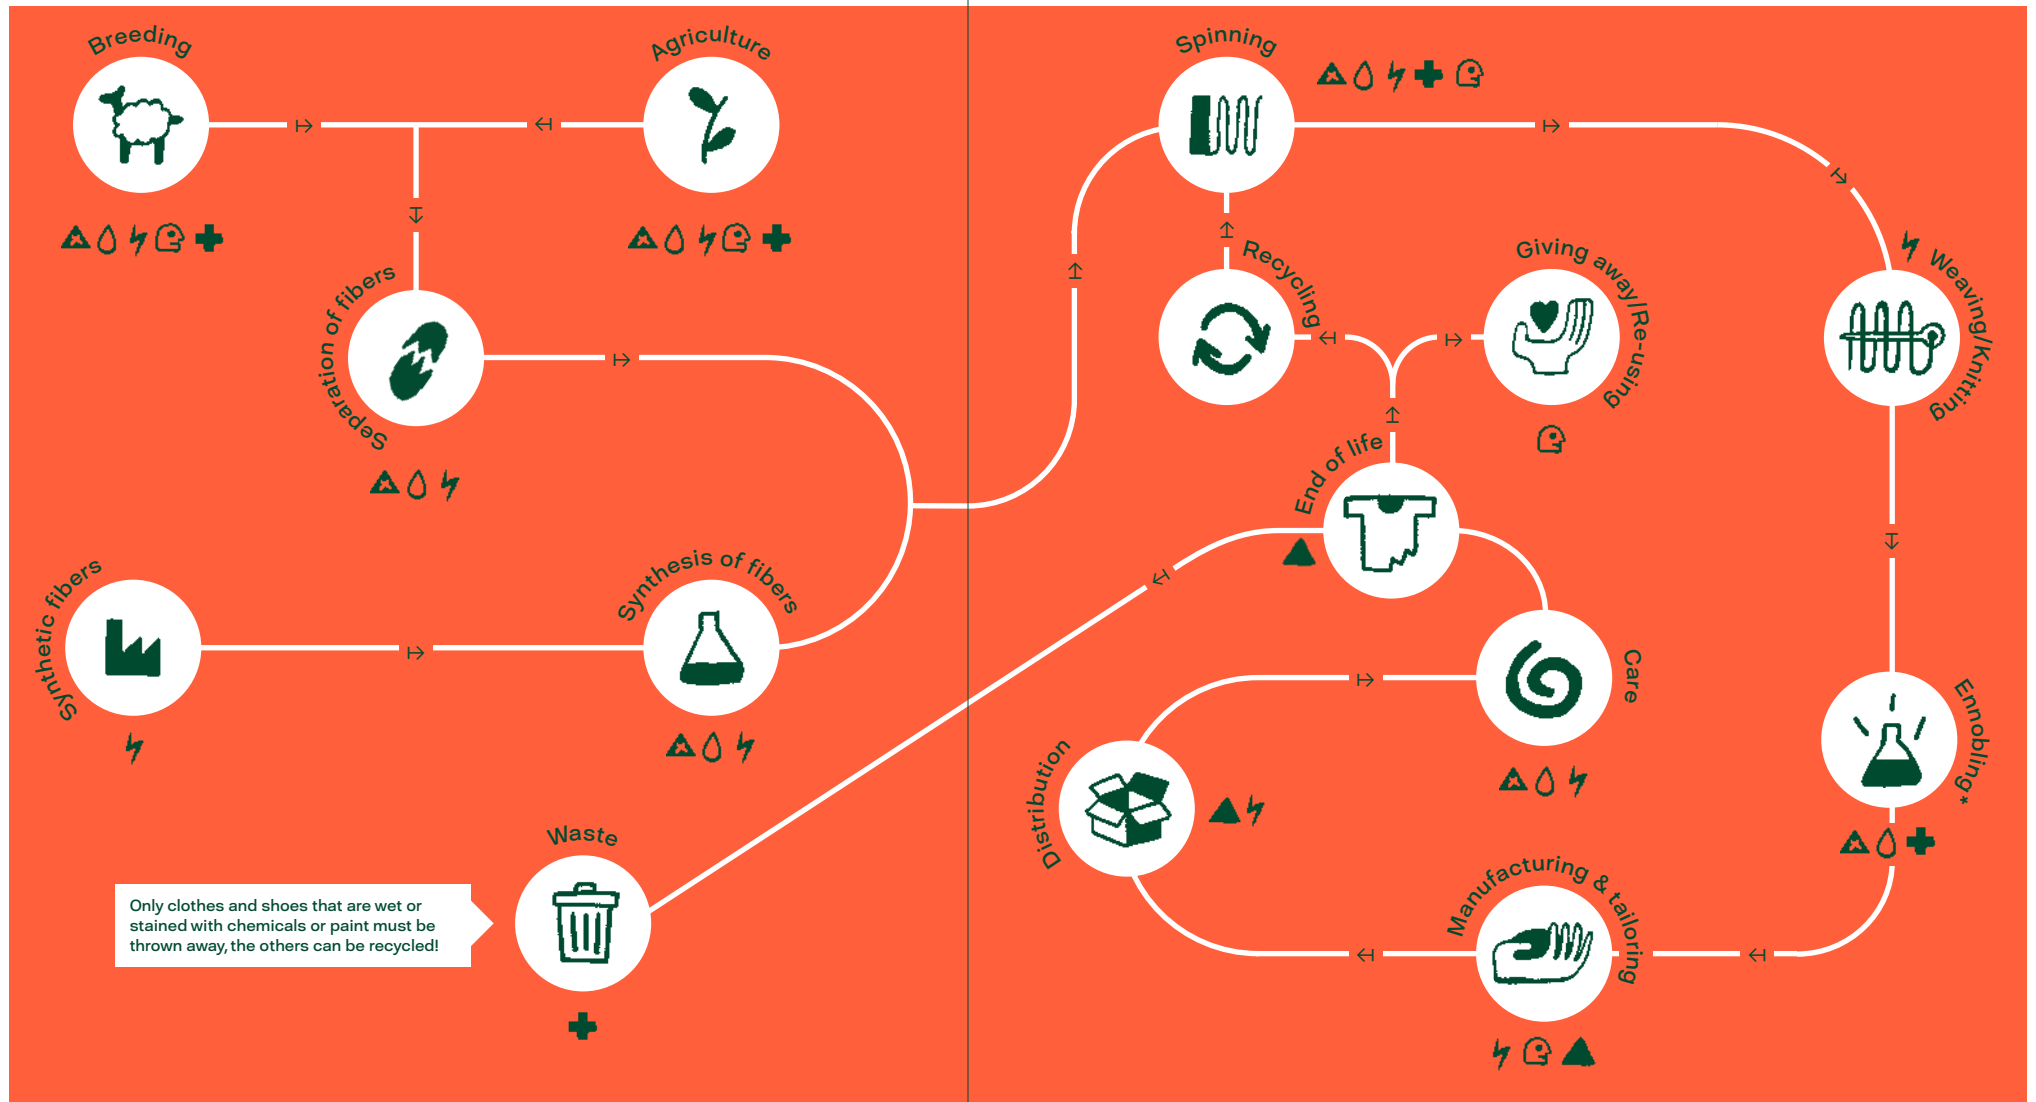 Breeding
Agriculture
Separation of fibers
Synthetic fibers
Synthesis of fibers
Waste
Only clothes and shoes that are wet or
stained with chemicals or paint must be
thrown away, the others can be recycled!
Spinning
Recycling
Giving away/Re-using
Weaving/Knitting
End of life
Care
Ennobling*
Distribution
Manufacturing & tailoring